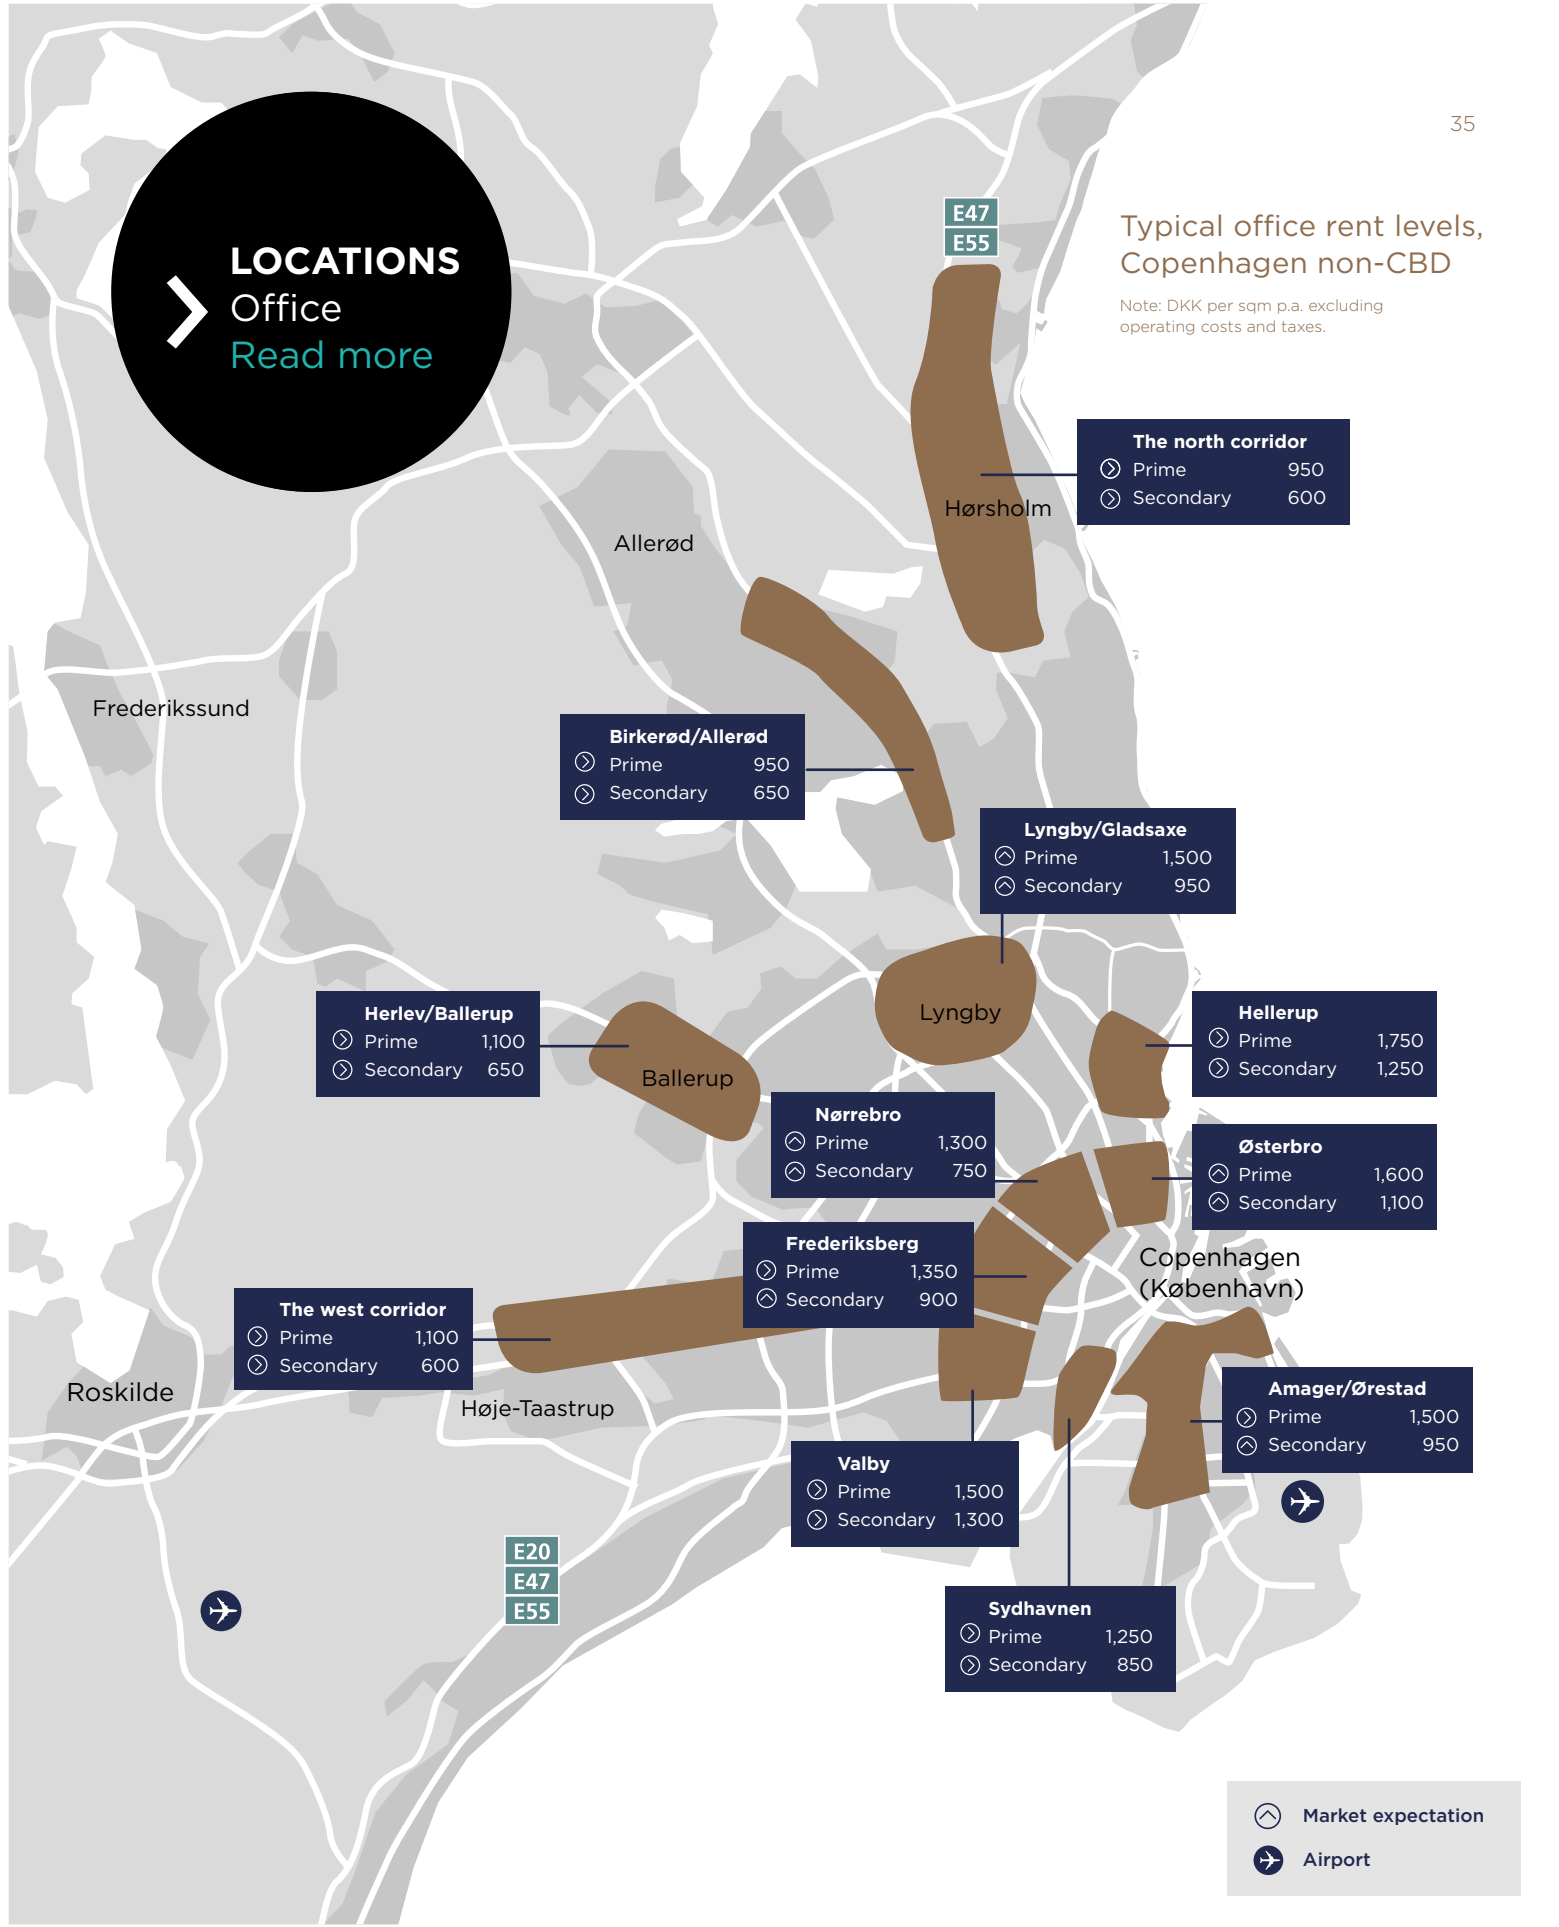 35
LOCATIONS
Office
Read more
E47
E55
Typical office rent levels,
Copenhagen non-CBD
Note: DKK per sqm p.a. excluding
operating costs and taxes.
The north corridor
Prime 950
Secondary 600
Hørsholm
Allerød
Frederikssund
Birkerød/Allerød
Prime 950
Secondary 650
Lyngby/Gladsaxe
Prime 1,500
Secondary 950
Lyngby
Herlev/Ballerup
Prime 1,100
Secondary 650
Ballerup
Hellerup
Prime 1,750
Secondary 1,250
Nørrebro
Prime 1,300
Secondary 750
Østerbro
Prime 1,600
Secondary 1,100
Frederiksberg
Prime 1,350
Secondary 900
Copenhagen
(København)
The west corridor
Prime 1,100
Secondary 600
Roskilde
Høje-Taastrup
Amager/Ørestad
Prime 1,500
Secondary 950
Valby
Prime 1,500
Secondary 1,300
E20
E47
E55
Sydhavnen
Prime 1,250
Secondary 850
Market expectation
Airport